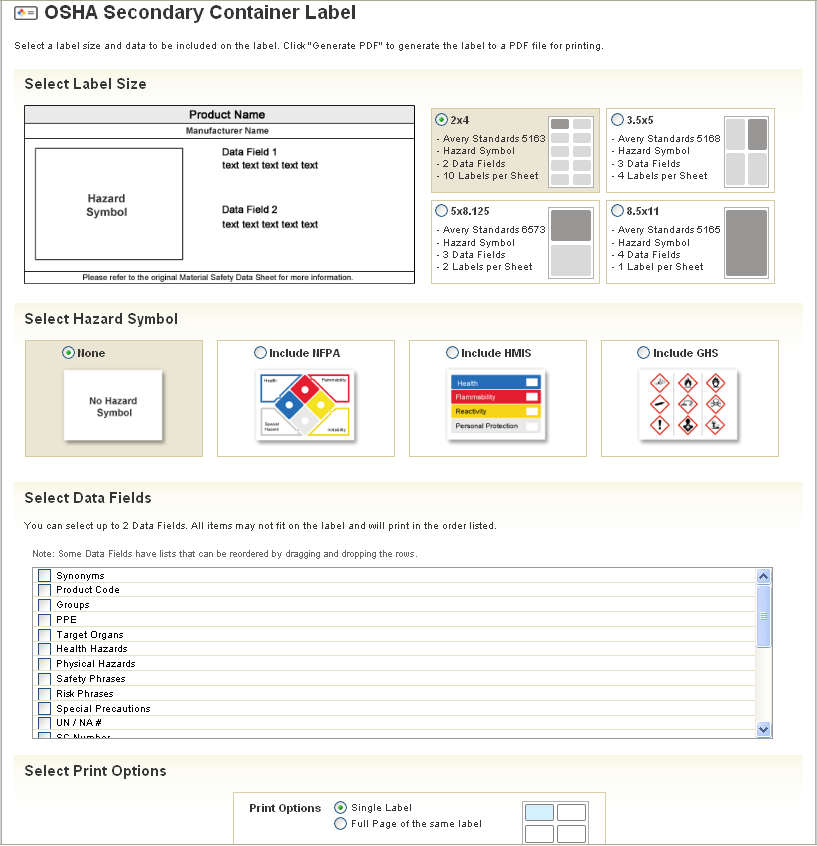 OSHA Secondary Container Label
Select a label size and data to be included on the label. Click "Generate PDF" to generate the label to a PDF file for printing.
Select Label Size
Product Name
Manufacturer Name
Hazard
Symbol
Data Field 1
text text text text text
Data Field 2
text text text text text
Please refer to the original Material Safety Data Sheet for more information.
2x4
- Avery Standards 5163
- Hazard Symbol
- 2 Data Fields
- 10 Labels per Sheet
3.5x5
- Avery Standards 5168
- Hazard Symbol
- 3 Data Fields
- 4 Labels per Sheet
5x8.125
- Avery Standards 6573
- Hazard Symbol
- 3 Data Fields
- 2 Labels per Sheet
8.5x11
- Avery Standards 5165
- Hazard Symbol
- 4 Data Fields
- 1 Label per Sheet
Select Hazard Symbol
None
No Hazard
Symbol
Include NFPA
Health
Flammability
Special
Hazard
Instability
Include HMIS
Health
Flammability
Reactivity
Personal Protection
Include GHS
Select Data Fields
You can select up to 2 Data Fields. All items may not fit on the label and will print in the order listed.
Note: Some Data Fields have lists that can be reordered by dragging and dropping the rows.
Synonyms
Product Code
Groups
PPE
Target Organs
Health Hazards
Physical Hazards
Safety Phrases
Risk Phrases
Special Precautions
UN / NA #
SC Number
Select Print Options
Print Options
Single Label
Full Page of the same label